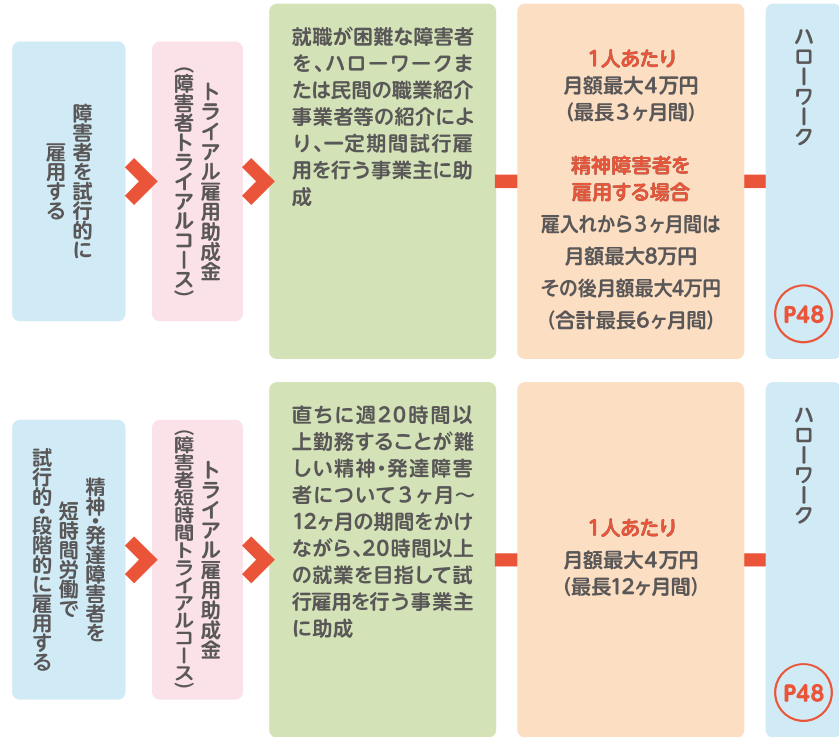 障害者を試行的に
雇用する
トライアル雇用助成金
（障害者トライアルコース）
就職が困難な障害者
を、ハローワークま
たは民間の職業紹介
事業者等の紹介によ
り、一定期間試行雇
用を行う事業主に助
成
1人あたり
月額最大4万円
（最長3ヶ月間）
精神障害者を
雇用する場合
雇入れから3ヶ月間は
月額最大8万円
その後月額最大4万円
（合計最長6ヶ月間）
ハローワーク
P48
精神・発達障害者を
短時間労働で
試行的・段階的に雇用する
トライアル雇用助成金
（障害者短時間トライアルコース）
直ちに週20時間以
上勤務することが難
しい精神・発達障害
者について3ヶ月～
12ヶ月の期間をかけ
ながら、20時間以上
の就業を目指して試
行雇用を行う事業主
に助成
1人あたり
月額最大4万円
（最長12ヶ月間）
ハローワーク
P48